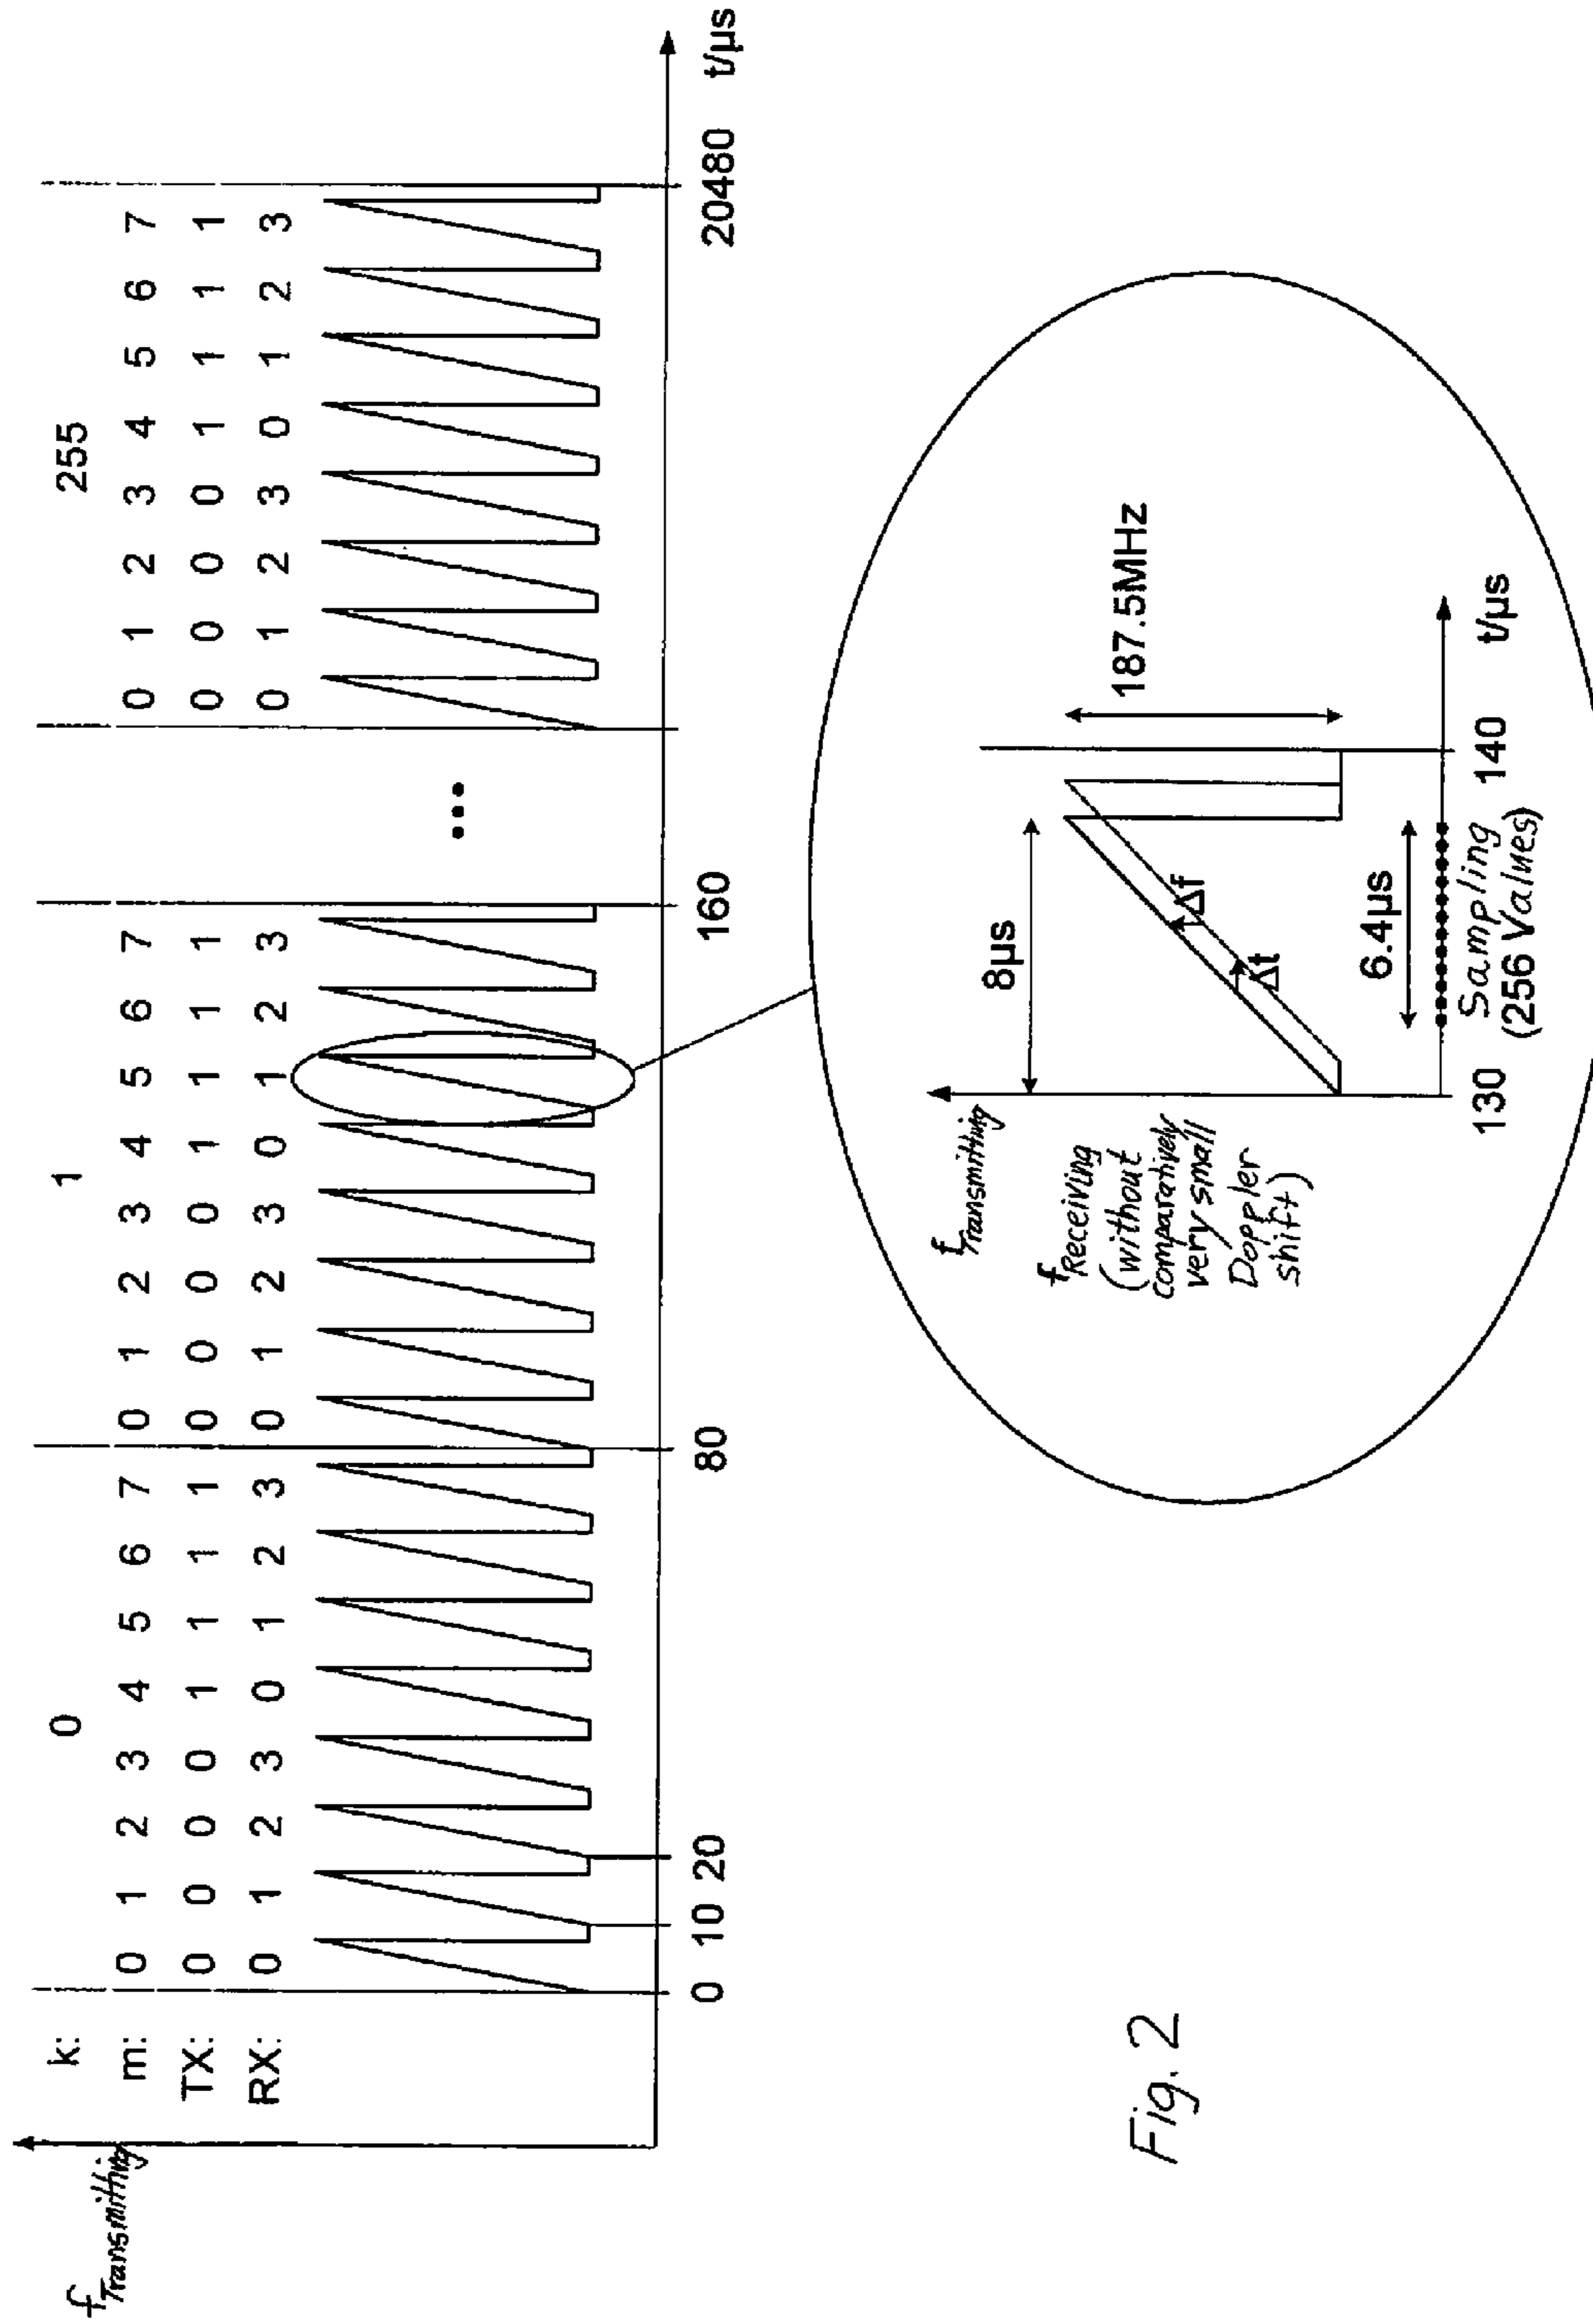 f Transmitting
k: 0 1 255
m: 0 1 2 3 4 5 6 7 0 1 2 3 4 5 6 7 0 1 2 3 4 5 6 7
TX: 0 0 0 0 1 1 1 1 0 0 0 0 1 1 1 1 0 0 0 0 1 1 1 1
RX: 0 1 2 3 0 1 2 3 0 1 2 3 0 1 2 3 0 1 2 3 0 1 2 3
...
0 10 20 80 160 20480 t/µs
f Transmitting
f Receiving
(without
comparatively
very small
Doppler
shift)
8µs
187.5MHz
Δf
Δt
6.4µs
130 140 t/µs
Sampling
(256 Values)
Fig. 2